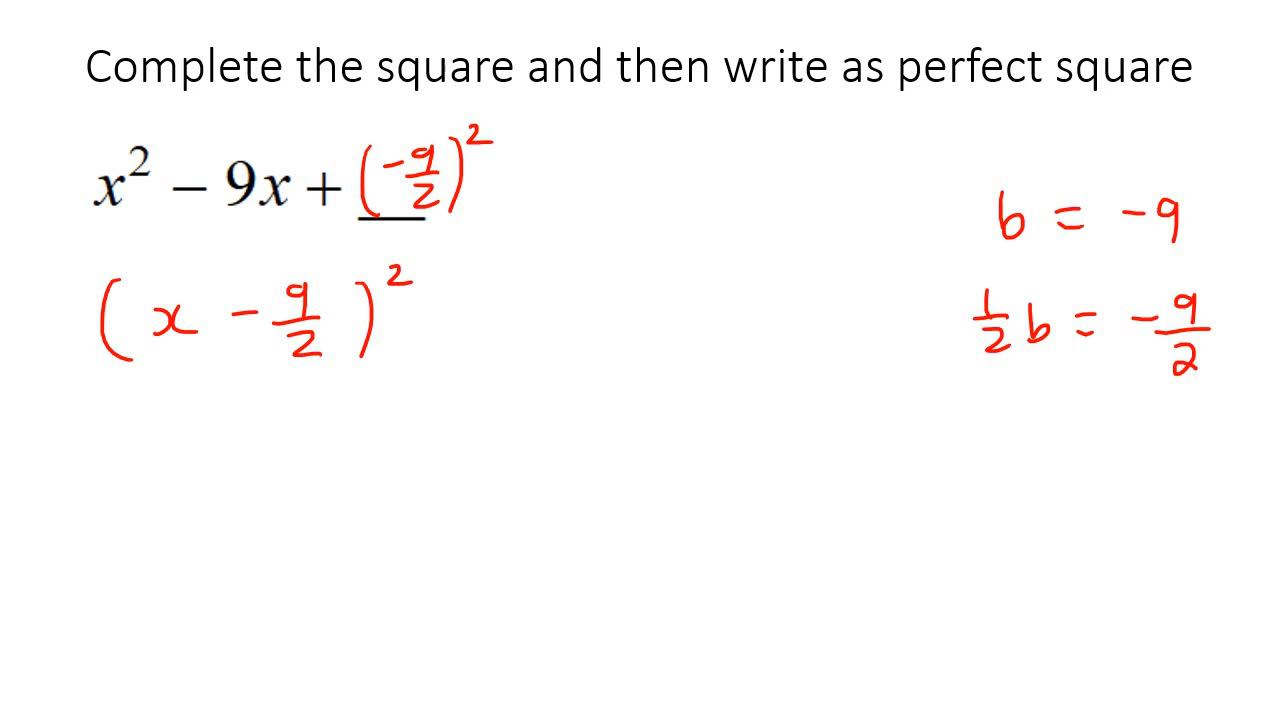 Complete the square and then write as perfect square
x² − 9x + (-9/2)²
b = -9
(x - 9/2)²
1/2 b = -9/2